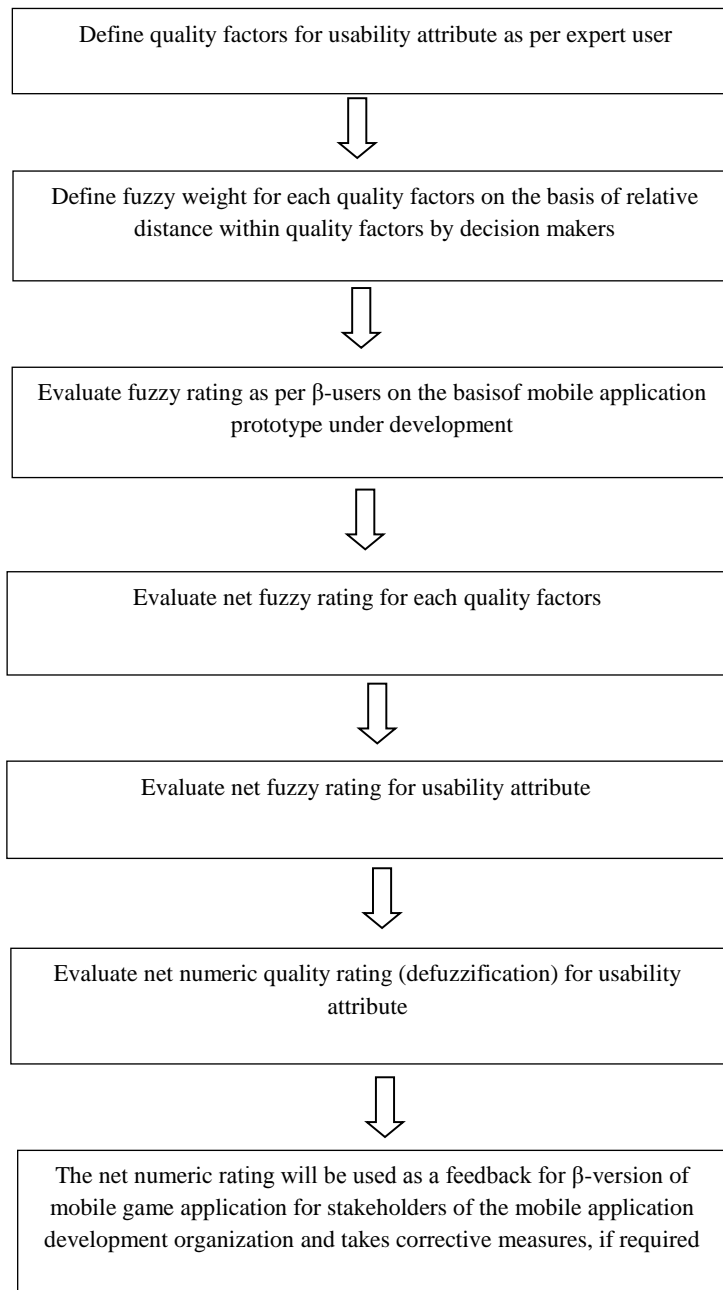 Define quality factors for usability attribute as per expert user
Define fuzzy weight for each quality factors on the basis of relative
distance within quality factors by decision makers
Evaluate fuzzy rating as per β-users on the basisof mobile application
prototype under development
Evaluate net fuzzy rating for each quality factors
Evaluate net fuzzy rating for usability attribute
Evaluate net numeric quality rating (defuzzification) for usability
attribute
The net numeric rating will be used as a feedback for β-version of
mobile game application for stakeholders of the mobile application
development organization and takes corrective measures, if required